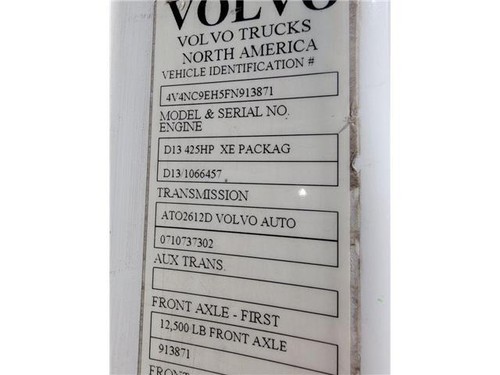 VOLVO
VOLVO TRUCKS
NORTH AMERICA
VEHICLE IDENTIFICATION #
4V4NC9EH5FN913871
MODEL & SERIAL NO.
ENGINE
D13 425HP XE PACKAG
D13/1066457
TRANSMISSION
ATO2612D VOLVO AUTO
0710737302
AUX TRANS.
FRONT AXLE - FIRST
12,500 LB FRONT AXLE
913871
FRONT